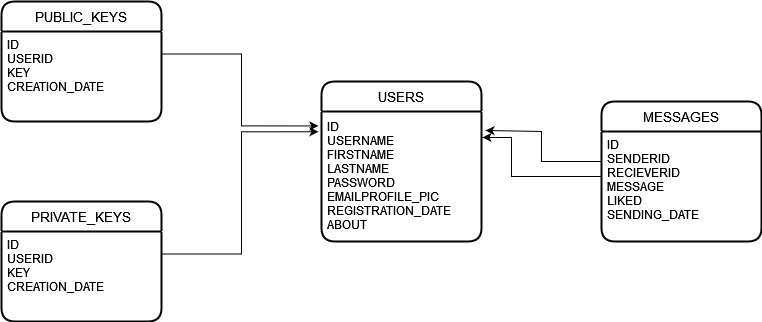 PUBLIC_KEYS
ID
USERID
KEY
CREATION_DATE
USERS
ID
USERNAME
FIRSTNAME
LASTNAME
PASSWORD
EMAILPROFILE_PIC
REGISTRATION_DATE
ABOUT
MESSAGES
ID
SENDERID
RECIEVERID
MESSAGE
LIKED
SENDING_DATE
PRIVATE_KEYS
ID
USERID
KEY
CREATION_DATE